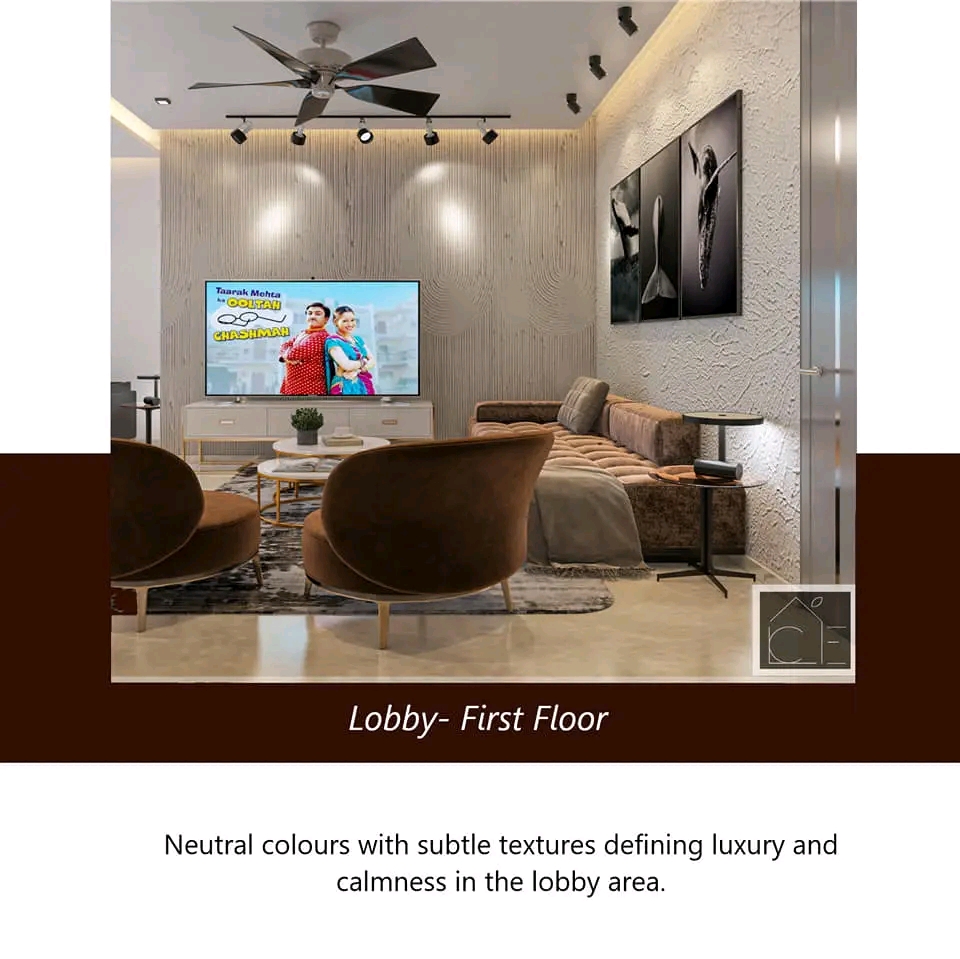 Taarak Mehta
ka OOLTAH
CHASHMAH
Lobby- First Floor
Neutral colours with subtle textures defining luxury and
calmness in the lobby area.